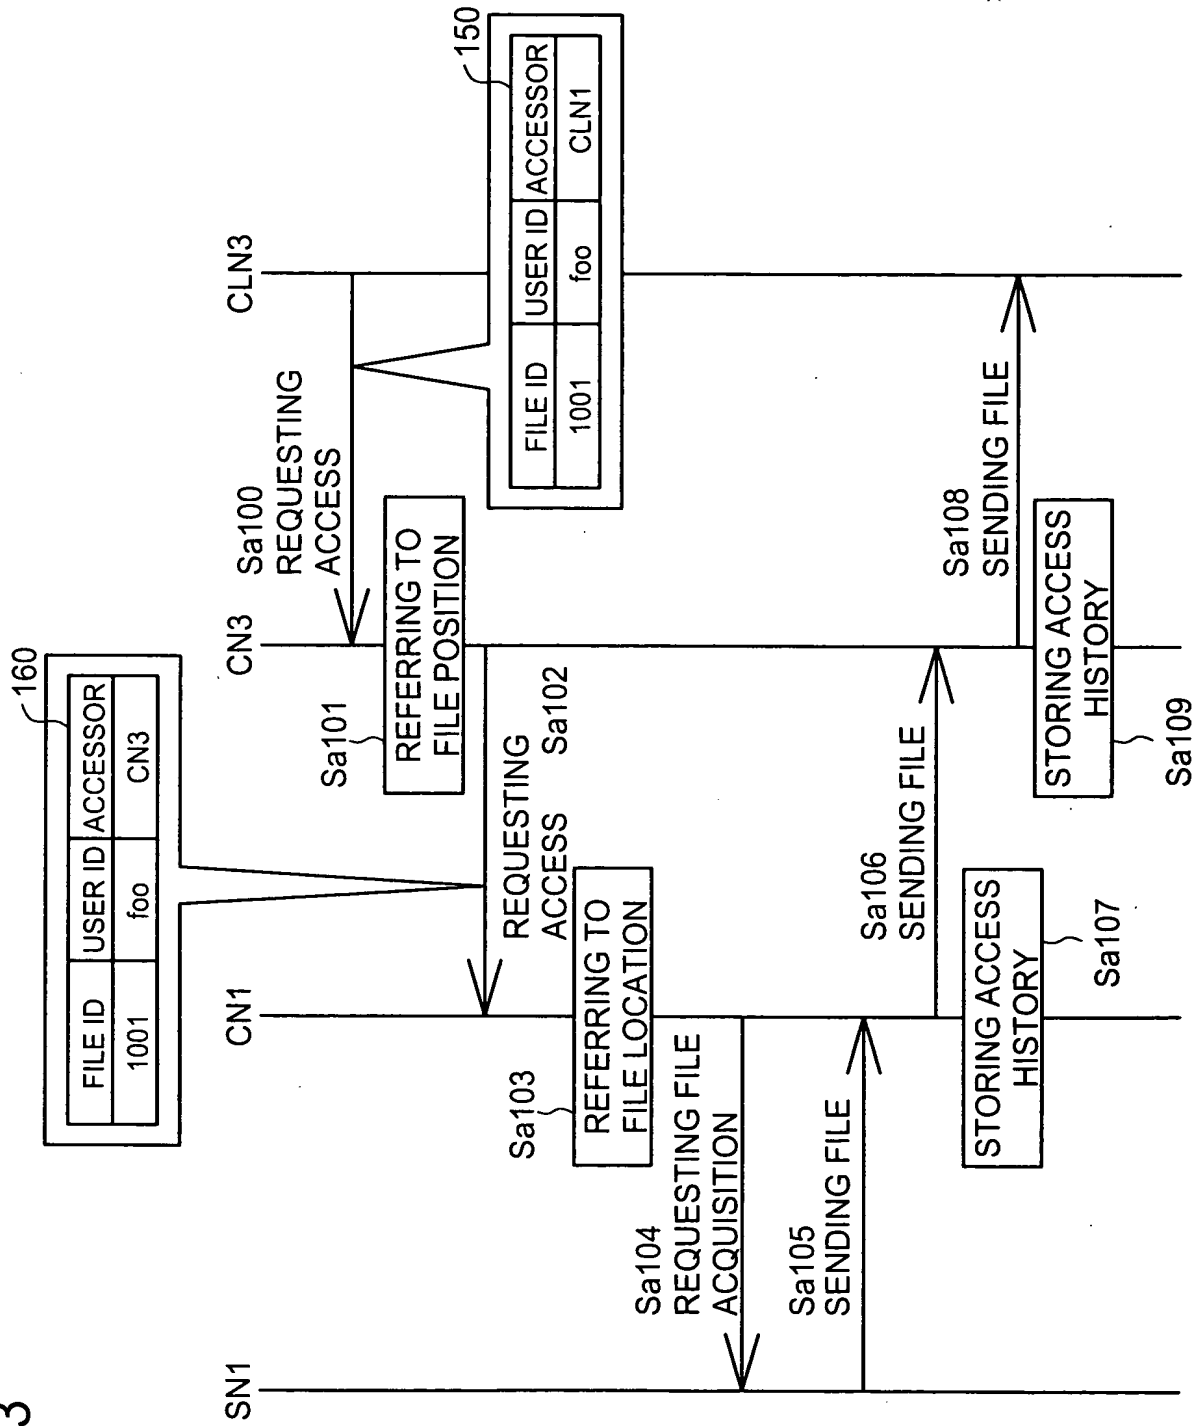 3
160
FILE ID USER ID ACCESSOR
1001 foo CN3
SN1
CN1
CN3
CLN3
Sa100
REQUESTING
ACCESS
150
FILE ID USER ID ACCESSOR
1001 foo CLN1
Sa101
REFERRING TO
FILE POSITION
REQUESTING
ACCESS Sa102
Sa103
REFERRING TO
FILE LOCATION
Sa104
REQUESTING FILE
ACQUISITION
Sa105
SENDING FILE
Sa106
SENDING FILE
STORING ACCESS
HISTORY
Sa107
Sa108
SENDING FILE
STORING ACCESS
HISTORY
Sa109